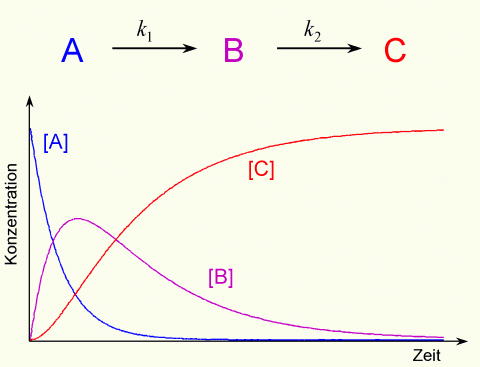 k1 k2
A B C
[A]
[C]
[B]
Konzentration
Zeit